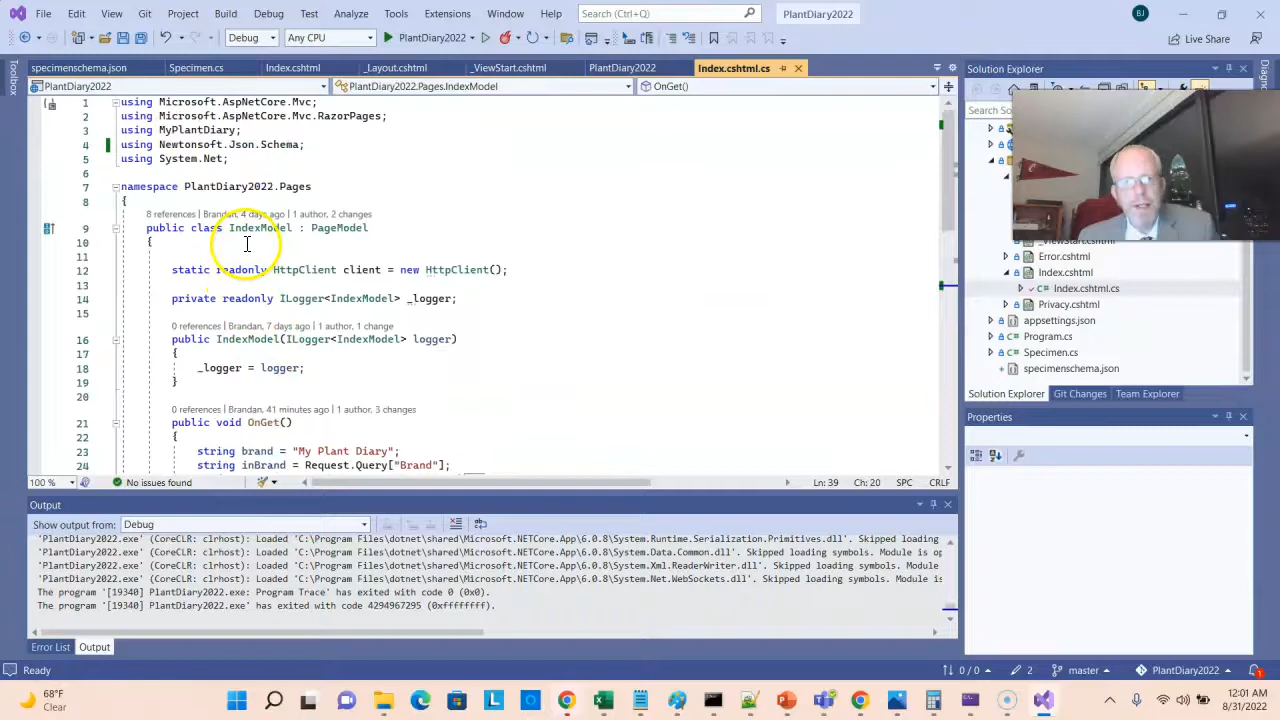 File Edit View Git Project Build Debug Test Analyze Tools Extensions Window Help Search (Ctrl+Q) PlantDiary2022 BJ
Debug Any CPU PlantDiary2022 Live Share
specimenschema.json Specimen.cs Index.cshtml _Layout.cshtml _ViewStart.cshtml PlantDiary2022 Index.cshtml.cs
Toolbox
PlantDiary2022 PlantDiary2022.Pages.IndexModel OnGet()
1 using Microsoft.AspNetCore.Mvc;
2 using Microsoft.AspNetCore.Mvc.RazorPages;
3 using MyPlantDiary;
4 using Newtonsoft.Json.Schema;
5 using System.Net;
6
7 namespace PlantDiary2022.Pages
8 {
8 references | Brandan, 4 days ago | 1 author, 2 changes
9 public class IndexModel : PageModel
10 {
11
12 static readonly HttpClient client = new HttpClient();
13
14 private readonly ILogger<IndexModel> _logger;
15
0 references | Brandan, 7 days ago | 1 author, 1 change
16 public IndexModel(ILogger<IndexModel> logger)
17 {
18 _logger = logger;
19 }
20
0 references | Brandan, 41 minutes ago | 1 author, 3 changes
21 public void OnGet()
22 {
23 string brand = "My Plant Diary";
24 string inBrand = Request.Query["Brand"];
100 % No issues found Ln: 39 Ch: 20 SPC CRLF
Output
Show output from: Debug
'PlantDiary2022.exe' (CoreCLR: clrhost): Loaded 'C:\Program Files\dotnet\shared\Microsoft.NETCore.App\6.0.8\System.Runtime.Serialization.Primitives.dll'. Skipped loading
'PlantDiary2022.exe' (CoreCLR: clrhost): Loaded 'C:\Program Files\dotnet\shared\Microsoft.NETCore.App\6.0.8\System.Data.Common.dll'. Skipped loading symbols. Module is op
'PlantDiary2022.exe' (CoreCLR: clrhost): Loaded 'C:\Program Files\dotnet\shared\Microsoft.NETCore.App\6.0.8\System.Xml.ReaderWriter.dll'. Skipped loading symbols. Module
'PlantDiary2022.exe' (CoreCLR: clrhost): Loaded 'C:\Program Files\dotnet\shared\Microsoft.NETCore.App\6.0.8\System.Net.WebSockets.dll'. Skipped loading symbols. Module i
The program '[19340] PlantDiary2022.exe: Program Trace' has exited with code 0 (0x0).
The program '[19340] PlantDiary2022.exe' has exited with code 4294967295 (0xffffffff).
Error List Output
Solution Explorer
Search So
_ViewStart.cshtml
Error.cshtml
Index.cshtml
C# Index.cshtml.cs
Privacy.cshtml
appsettings.json
C# Program.cs
C# Specimen.cs
specimenschema.json
Solution Explorer Git Changes Team Explorer
Properties
Ready 0 / 0 2 master PlantDiary2022 1
68°F
Clear
12:01 AM
8/31/2022